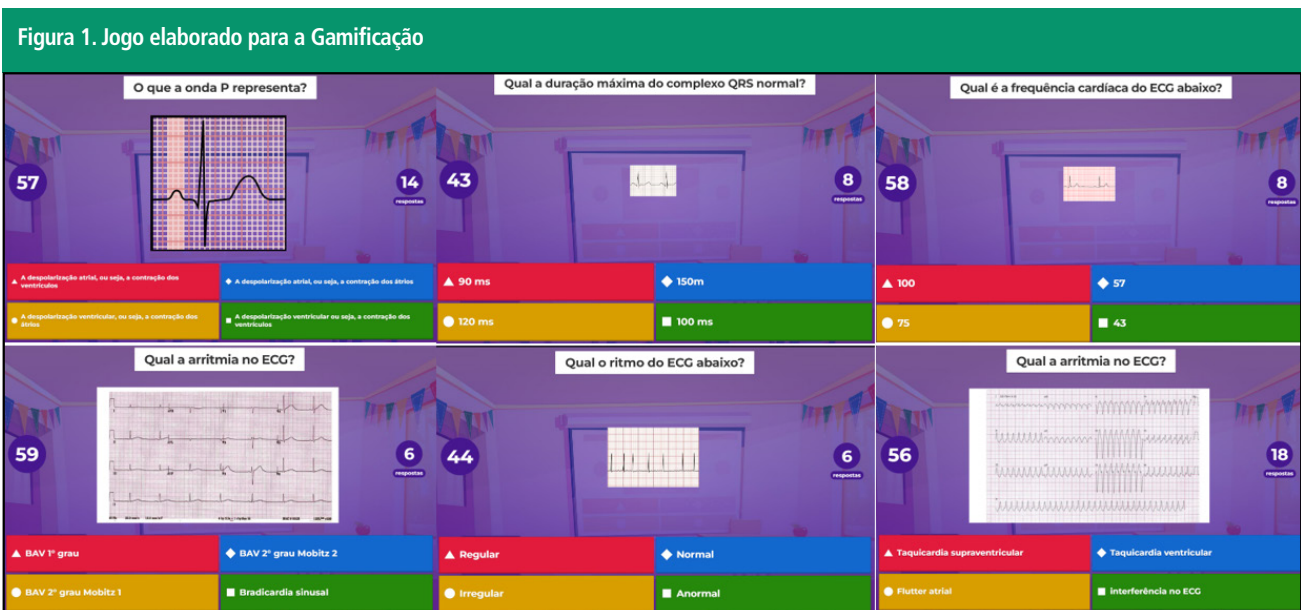 Figura 1. Jogo elaborado para a Gamificação
O que a onda P representa?
57
14
respostas
A despolarização atrial, ou seja, a contração dos
ventrículos
A despolarização atrial, ou seja, a contração dos átrios
A despolarização ventricular, ou seja, a contração dos
átrios
A despolarização ventricular ou seja, a contração dos
ventrículos
Qual a duração máxima do complexo QRS normal?
43
8
respostas
90 ms
150m
120 ms
100 ms
Qual é a frequência cardíaca do ECG abaixo?
58
8
respostas
100
57
75
43
Qual a arritmia no ECG?
59
6
respostas
BAV 1º grau
BAV 2º grau Mobitz 2
BAV 2º grau Mobitz 1
Bradicardia sinusal
Qual o ritmo do ECG abaixo?
44
6
respostas
Regular
Normal
Irregular
Anormal
Qual a arritmia no ECG?
56
18
respostas
Taquicardia supraventricular
Taquicardia ventricular
Flutter atrial
interferência no ECG